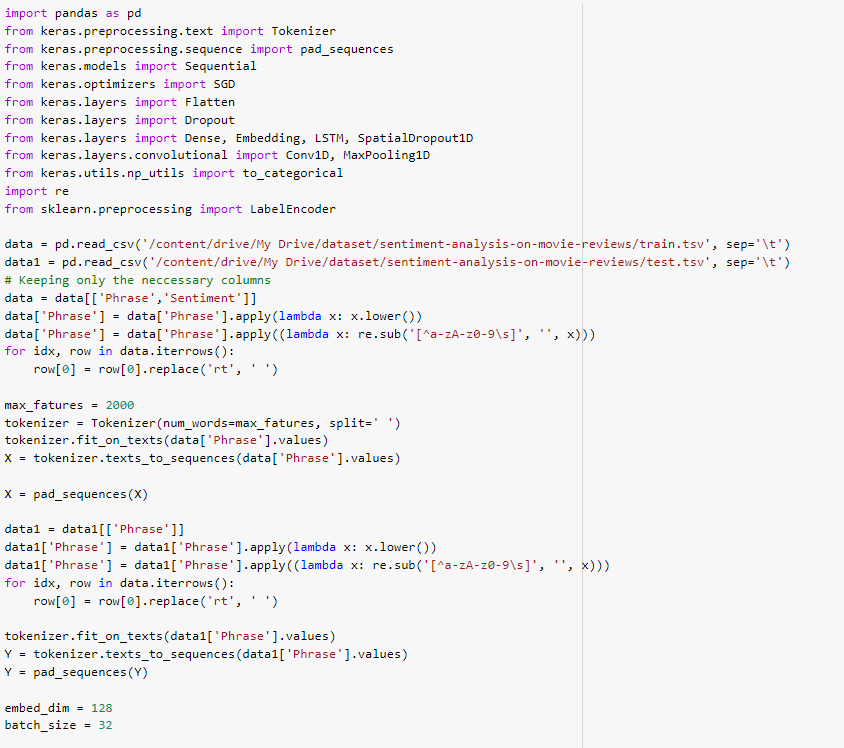 import pandas as pd
from keras.preprocessing.text import Tokenizer
from keras.preprocessing.sequence import pad_sequences
from keras.models import Sequential
from keras.optimizers import SGD
from keras.layers import Flatten
from keras.layers import Dropout
from keras.layers import Dense, Embedding, LSTM, SpatialDropout1D
from keras.layers.convolutional import Conv1D, MaxPooling1D
from keras.utils.np_utils import to_categorical
import re
from sklearn.preprocessing import LabelEncoder

data = pd.read_csv('/content/drive/My Drive/dataset/sentiment-analysis-on-movie-reviews/train.tsv', sep='\t')
data1 = pd.read_csv('/content/drive/My Drive/dataset/sentiment-analysis-on-movie-reviews/test.tsv', sep='\t')
# Keeping only the neccessary columns
data = data[['Phrase','Sentiment']]
data['Phrase'] = data['Phrase'].apply(lambda x: x.lower())
data['Phrase'] = data['Phrase'].apply((lambda x: re.sub('[^a-zA-z0-9\s]', '', x)))
for idx, row in data.iterrows():
    row[0] = row[0].replace('rt', ' ')

max_fatures = 2000
tokenizer = Tokenizer(num_words=max_fatures, split=' ')
tokenizer.fit_on_texts(data['Phrase'].values)
X = tokenizer.texts_to_sequences(data['Phrase'].values)

X = pad_sequences(X)

data1 = data1[['Phrase']]
data1['Phrase'] = data1['Phrase'].apply(lambda x: x.lower())
data1['Phrase'] = data1['Phrase'].apply((lambda x: re.sub('[^a-zA-z0-9\s]', '', x)))
for idx, row in data.iterrows():
    row[0] = row[0].replace('rt', ' ')

tokenizer.fit_on_texts(data1['Phrase'].values)
Y = tokenizer.texts_to_sequences(data1['Phrase'].values)
Y = pad_sequences(Y)

embed_dim = 128
batch_size = 32